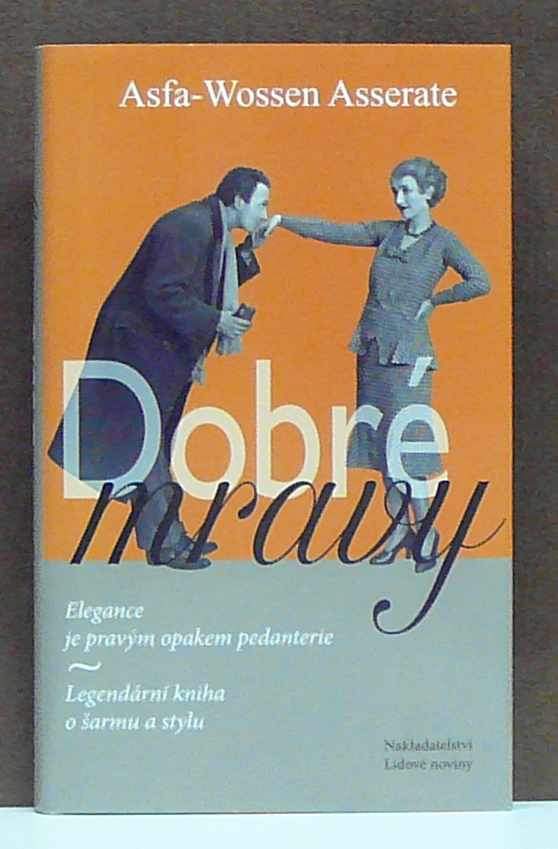 Asfa-Wossen Asserate
Dobré
mravy
Elegance
je pravým opakem pedanterie
~
Legendární kniha
o šarmu a stylu
Nakladatelství
Lidové noviny